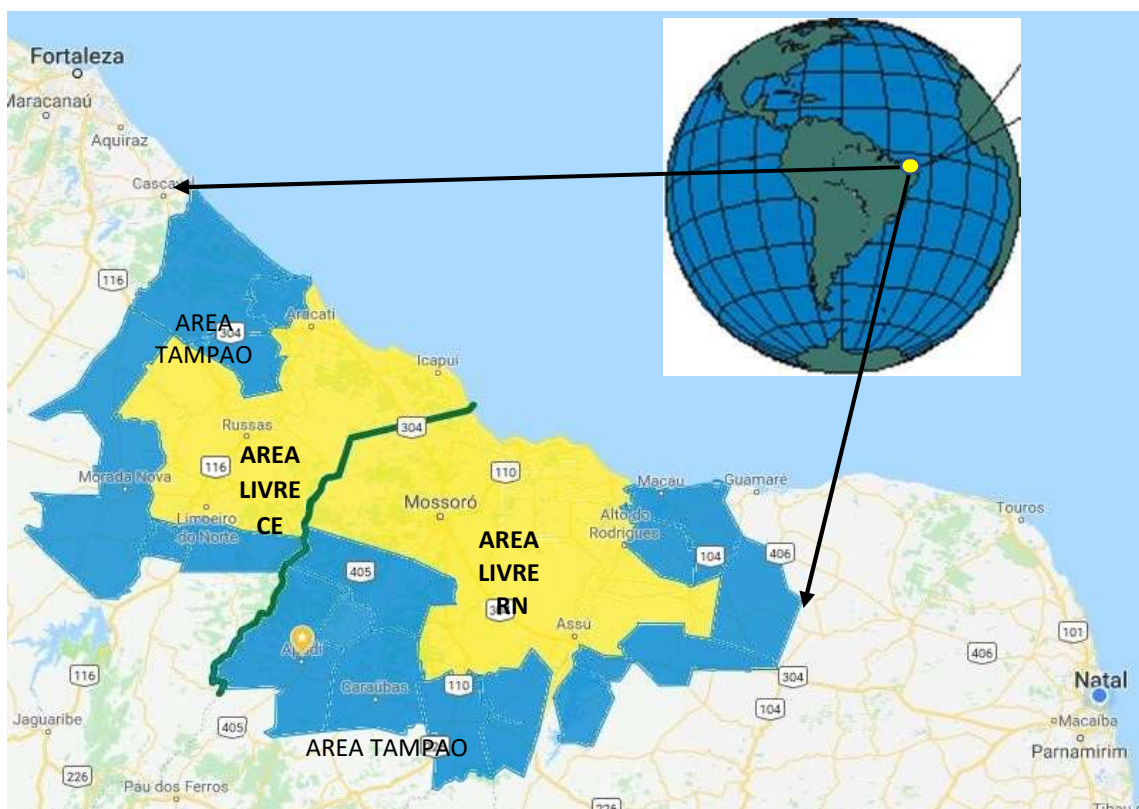 Fortaleza
Maracanaú
Aquiraz
Cascavel
116
AREA
304
TAMPAO
Aracati
Icapuí
Russas
304
AREA
LIVRE
CE
116
110
Morada Nova
Limoeiro
do Norte
Mossoró
Macau
Guamaré
Alto do
Rodrigues
Touros
AREA
LIVRE
RN
104
406
405
Assú
101
Apodi
406
116
Caraúbas
110
304
Natal
104
Jaguaribe
405
AREA TAMPAO
Macaíba
Parnamirim
226
Pau dos Ferros
226